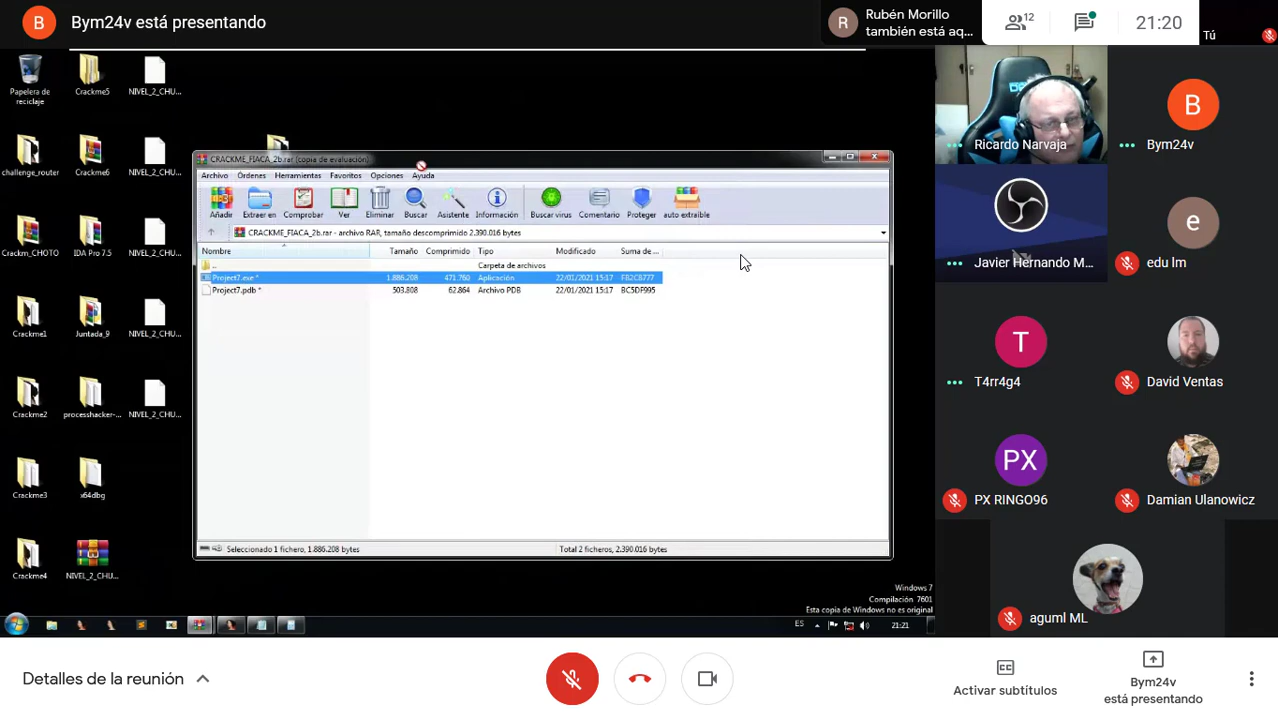 B Bym24v está presentando
R Rubén Morillo
también está aq...
12
21:20
Tú
Papelera de
reciclaje
Crackme5
NIVEL_2_CHU...
challenge_router
Crackme6
NIVEL_2_CHU...
Crackm_CHOTO
IDA Pro 7.5
NIVEL_2_CHU...
Crackme1
Juntada_9
NIVEL_2_CHU...
Crackme2
processhacker-...
NIVEL_2_CHU...
Crackme3
x64dbg
Crackme4
NIVEL_2_CHU...
CRACKME_FIACA_2b.rar (copia de evaluación)
Archivo Órdenes Herramientas Favoritos Opciones Ayuda
Añadir Extraer en Comprobar Ver Eliminar Buscar Asistente Información Buscar virus Comentario Proteger auto extraíble
CRACKME_FIACA_2b.rar - archivo RAR, tamaño descomprimido 2.390.016 bytes
Nombre Tamaño Comprimido Tipo Modificado Suma de ...
.. Carpeta de archivos
Project7.exe * 1.886.208 471.760 Aplicación 22/01/2021 15:17 FB2C8777
Project7.pdb * 503.808 62.864 Archivo PDB 22/01/2021 15:17 BC5DF995
Seleccionado 1 fichero, 1.886.208 bytes
Total 2 ficheros, 2.390.016 bytes
Windows 7
Compilación 7601
Esta copia de Windows no es original
ES
21:21
Ricardo Narvaja
B
Bym24v
Javier Hernando M...
e
edu lm
T
T4rr4g4
David Ventas
PX
PX RINGO96
Damian Ulanowicz
aguml ML
Detalles de la reunión
CC
Activar subtítulos
Bym24v
está presentando